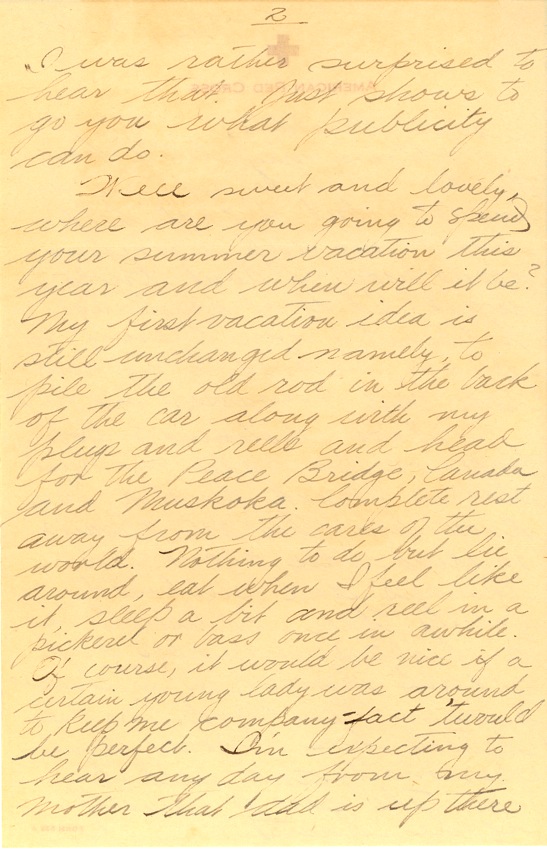 2
AMERICAN RED CROSS
I was rather surprised to
hear that. Just shows to
go you what publicity
can do.
Well sweet and lovely,
where are you going to spend
your summer vacation this
year and when will it be?
My first vacation idea is
still unchanged namely, to
pile the old rod in the back
of the car along with my
plugs and reels and head
for the Peace Bridge, Canada
and Muskoka. Complete rest
away from the cares of the
world. Nothing to do but lie
around, eat when I feel like
it, sleep a bit and reel in a
pickerel or bass once in awhile.
Of course, it would be nice if a
certain young lady was around
to keep me company – fact 'twould
be perfect. I'm expecting to
hear any day from my
mother that dad is up there